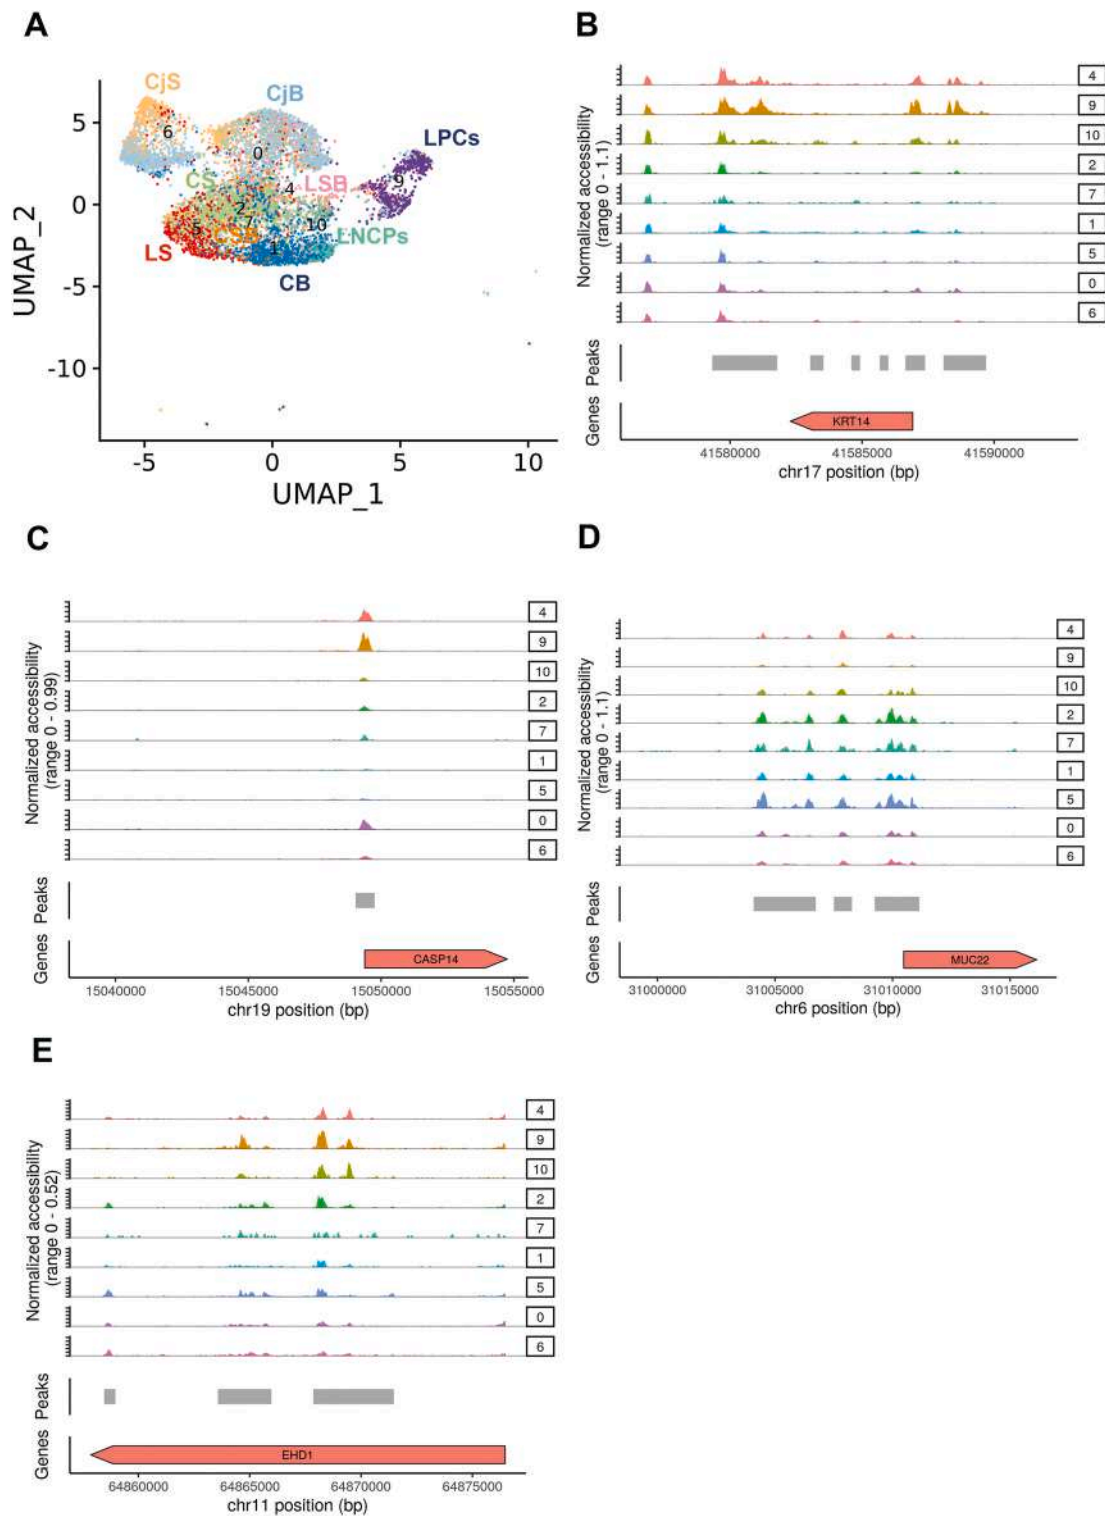 A
CjS
CjB
LPCs
6
0
9
CS
LSB
4
2
7
10
5
CSB
LNCPs
LS
1
CB
5
0
-5
-10
UMAP_2
-5
0
5
10
UMAP_1
B
Normalized accessibility
(range 0 - 1.1)
4
9
10
2
7
1
5
0
6
Peaks
Genes
KRT14
41580000
41585000
41590000
chr17 position (bp)
C
Normalized accessibility
(range 0 - 0.99)
4
9
10
2
7
1
5
0
6
Peaks
Genes
CASP14
15040000
15045000
15050000
15055000
chr19 position (bp)
D
Normalized accessibility
(range 0 - 1.1)
4
9
10
2
7
1
5
0
6
Peaks
Genes
MUC22
31000000
31005000
31010000
31015000
chr6 position (bp)
E
Normalized accessibility
(range 0 - 0.52)
4
9
10
2
7
1
5
0
6
Peaks
Genes
EHD1
64860000
64865000
64870000
64875000
chr11 position (bp)